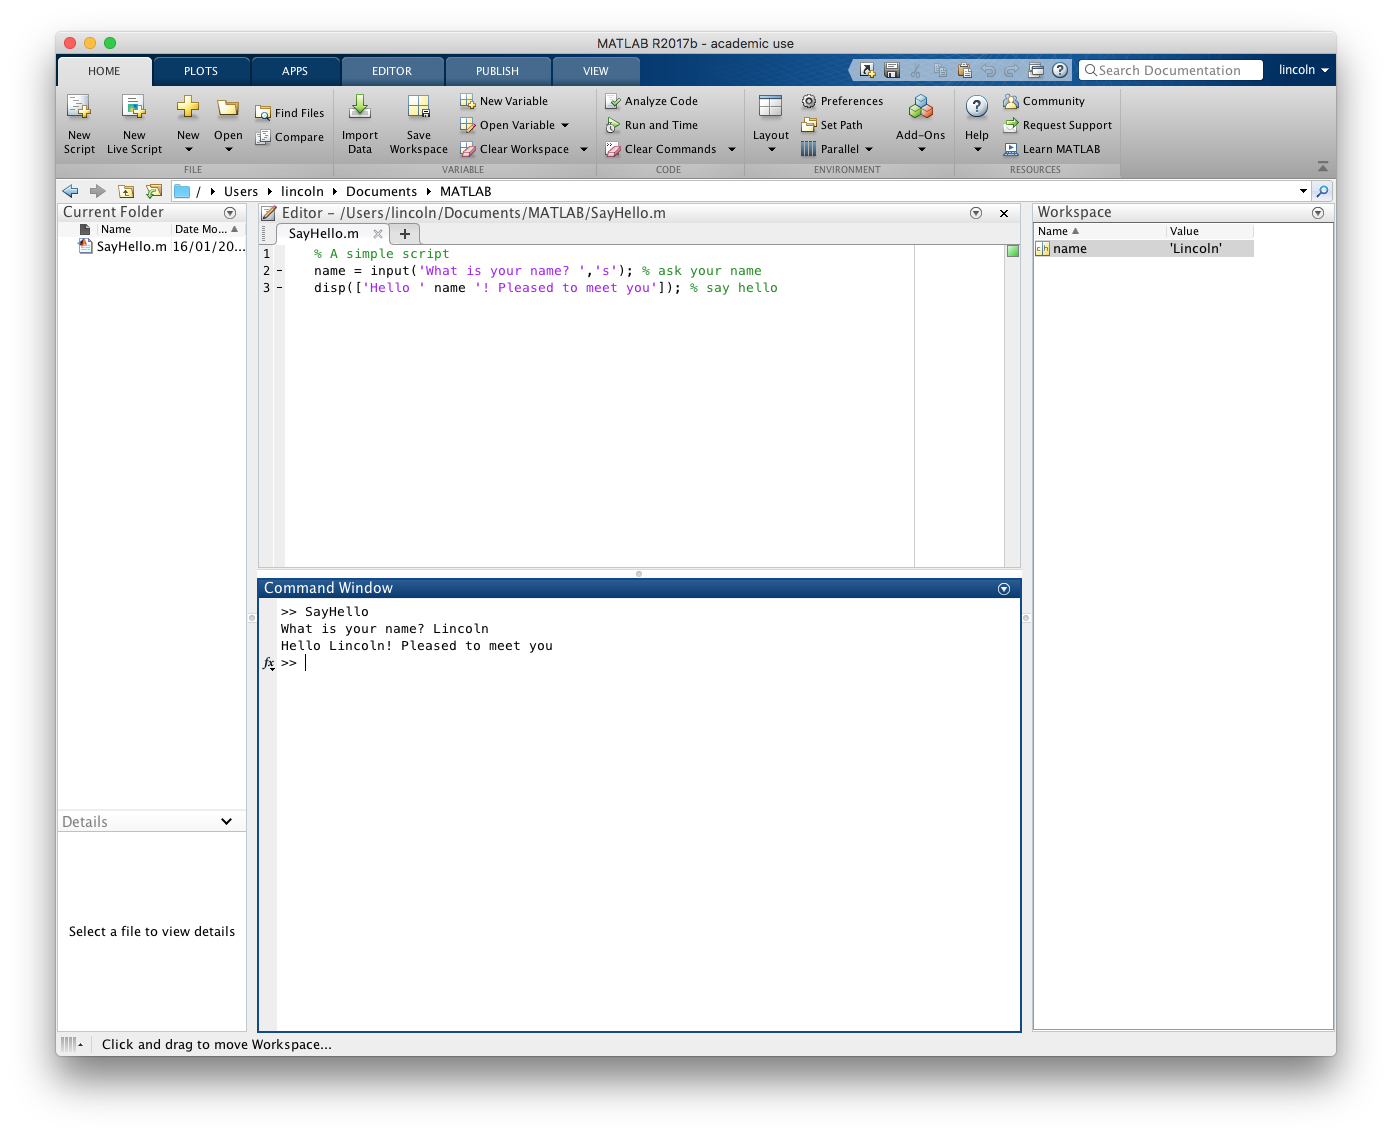 MATLAB R2017b - academic use
HOME PLOTS APPS EDITOR PUBLISH VIEW Search Documentation lincoln
New Script New Live Script New Open Find Files Compare
FILE
Import Data Save Workspace New Variable Open Variable Clear Workspace
VARIABLE
Analyze Code Run and Time Clear Commands
CODE
Layout Preferences Set Path Parallel Add-Ons
ENVIRONMENT
Help Community Request Support Learn MATLAB
RESOURCES
/ Users lincoln Documents MATLAB
Current Folder
Name Date Mo...
SayHello.m 16/01/20...
Details
Select a file to view details
Editor - /Users/lincoln/Documents/MATLAB/SayHello.m
SayHello.m +
1 % A simple script
2 - name = input('What is your name? ','s'); % ask your name
3 - disp(['Hello ' name '! Pleased to meet you']); % say hello
Command Window
>> SayHello
What is your name? Lincoln
Hello Lincoln! Pleased to meet you
fx >>
Workspace
Name Value
name 'Lincoln'
Click and drag to move Workspace...